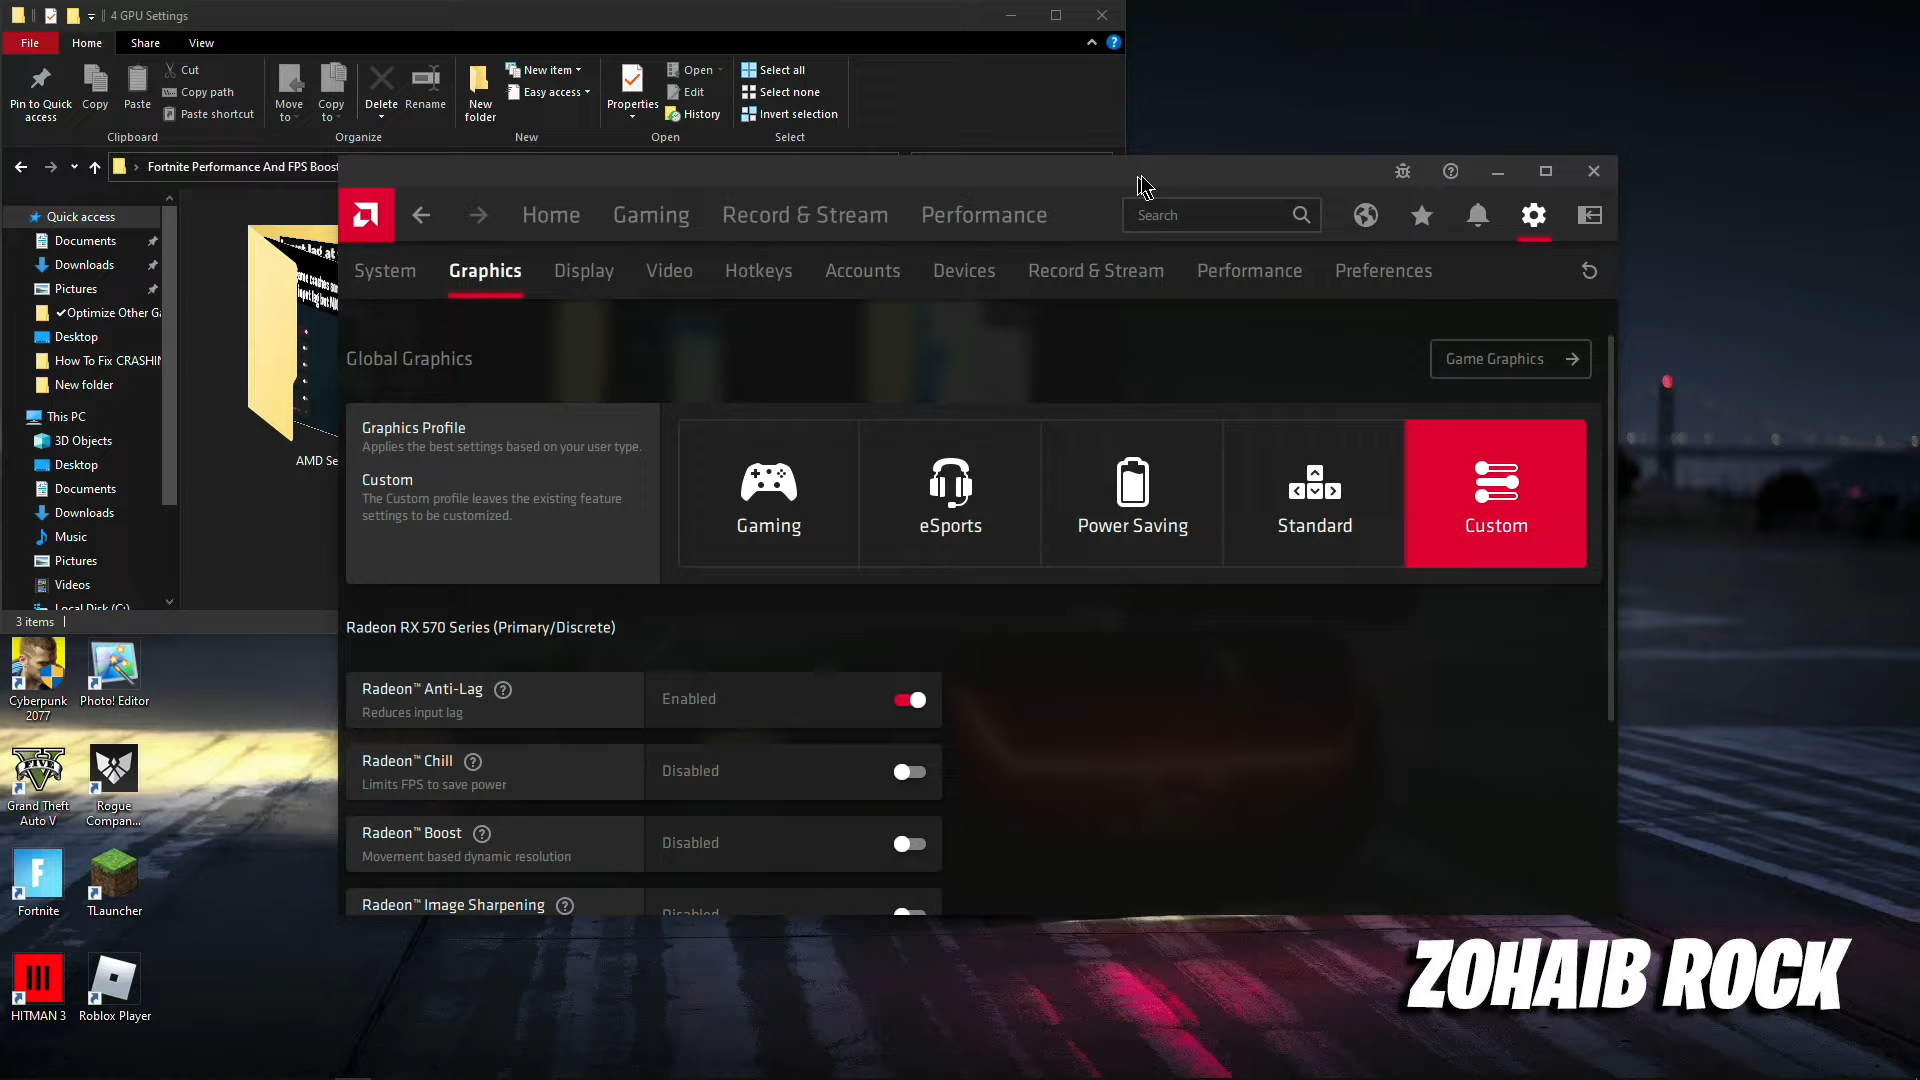 4 GPU Settings
File
Home
Share
View
Pin to Quick access
Copy
Paste
Cut
Copy path
Paste shortcut
Clipboard
Move to
Copy to
Delete
Rename
Organize
New folder
New item
Easy access
New
Properties
Open
Edit
History
Open
Select all
Select none
Invert selection
Select
Fortnite Performance And FPS Boost
Quick access
Documents
Downloads
Pictures
✔Optimize Other Ga
Desktop
How To Fix CRASHIN
New folder
This PC
3D Objects
Desktop
Documents
Downloads
Music
Pictures
Videos
Local Disk (C:)
3 items
AMD Se
Home
Gaming
Record & Stream
Performance
Search
System
Graphics
Display
Video
Hotkeys
Accounts
Devices
Record & Stream
Performance
Preferences
Global Graphics
Game Graphics
Graphics Profile
Applies the best settings based on your user type.
Custom
The Custom profile leaves the existing feature
settings to be customized.
Gaming
eSports
Power Saving
Standard
Custom
Radeon RX 570 Series (Primary/Discrete)
Radeon™ Anti-Lag
Reduces input lag
Enabled
Radeon™ Chill
Limits FPS to save power
Disabled
Radeon™ Boost
Movement based dynamic resolution
Disabled
Radeon™ Image Sharpening
Disabled
Cyberpunk
2077
Photo! Editor
FIVE
Grand Theft
Auto V
Rogue
Compan...
Fortnite
TLauncher
HITMAN 3
Roblox Player
ZOHAIB ROCK